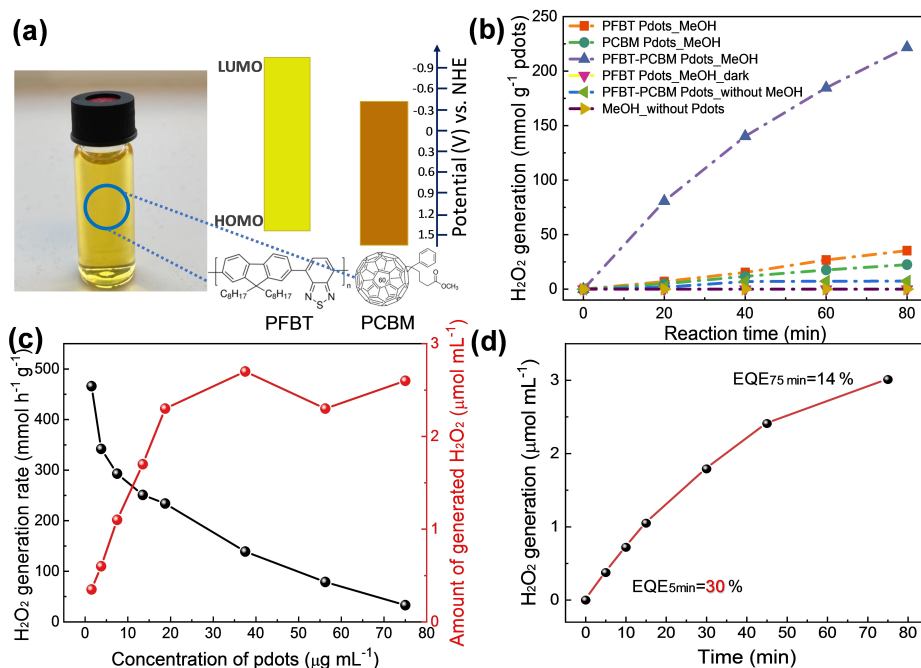 (a)
LUMO
HOMO
-0.9
-0.6
-0.3
0
0.3
0.6
0.9
1.2
1.5
Potential (V) vs. NHE
C₈H₁₇
C₈H₁₇
N
S
N
n
60
O
OCH₃
PFBT
PCBM
(b)
H₂O₂ generation (mmol g⁻¹ pdots)
250
225
200
175
150
125
100
75
50
25
0
PFBT Pdots_MeOH
PCBM Pdots_MeOH
PFBT-PCBM Pdots_MeOH
PFBT Pdots_MeOH_dark
PFBT-PCBM Pdots_without MeOH
MeOH_without Pdots
0 20 40 60 80
Reaction time (min)
(c)
H₂O₂ generation rate (mmol h⁻¹ g⁻¹)
500
400
300
200
100
0
3
2
1
0
Amount of generated H₂O₂ (μmol mL⁻¹)
0 10 20 30 40 50 60 70 80
Concentration of pdots (μg mL⁻¹)
(d)
H₂O₂ generation (μmol mL⁻¹)
3
2
1
0
EQE75 min=14 %
EQE5min=30 %
0 10 20 30 40 50 60 70 80
Time (min)